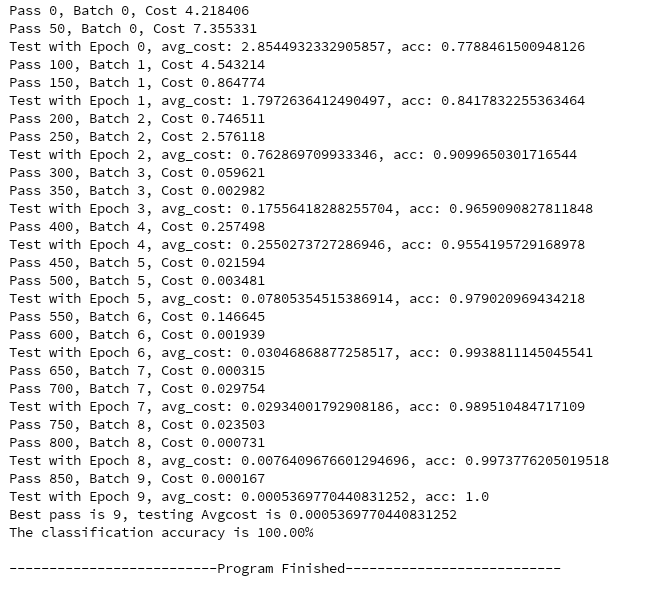 Pass 0, Batch 0, Cost 4.218406
Pass 50, Batch 0, Cost 7.355331
Test with Epoch 0, avg_cost: 2.8544932332905857, acc: 0.7788461500948126
Pass 100, Batch 1, Cost 4.543214
Pass 150, Batch 1, Cost 0.864774
Test with Epoch 1, avg_cost: 1.7972636412490497, acc: 0.8417832255363464
Pass 200, Batch 2, Cost 0.746511
Pass 250, Batch 2, Cost 2.576118
Test with Epoch 2, avg_cost: 0.762869709933346, acc: 0.9099650301716544
Pass 300, Batch 3, Cost 0.059621
Pass 350, Batch 3, Cost 0.002982
Test with Epoch 3, avg_cost: 0.17556418288255704, acc: 0.9659090827811848
Pass 400, Batch 4, Cost 0.257498
Test with Epoch 4, avg_cost: 0.2550273727286946, acc: 0.9554195729168978
Pass 450, Batch 5, Cost 0.021594
Pass 500, Batch 5, Cost 0.003481
Test with Epoch 5, avg_cost: 0.07805354515386914, acc: 0.979020969434218
Pass 550, Batch 6, Cost 0.146645
Pass 600, Batch 6, Cost 0.001939
Test with Epoch 6, avg_cost: 0.03046868877258517, acc: 0.9938811145045541
Pass 650, Batch 7, Cost 0.000315
Pass 700, Batch 7, Cost 0.029754
Test with Epoch 7, avg_cost: 0.02934001792908186, acc: 0.989510484717109
Pass 750, Batch 8, Cost 0.023503
Pass 800, Batch 8, Cost 0.000731
Test with Epoch 8, avg_cost: 0.0076409676601294696, acc: 0.9973776205019518
Pass 850, Batch 9, Cost 0.000167
Test with Epoch 9, avg_cost: 0.0005369770440831252, acc: 1.0
Best pass is 9, testing Avgcost is 0.0005369770440831252
The classification accuracy is 100.00%
--------------------------Program Finished---------------------------